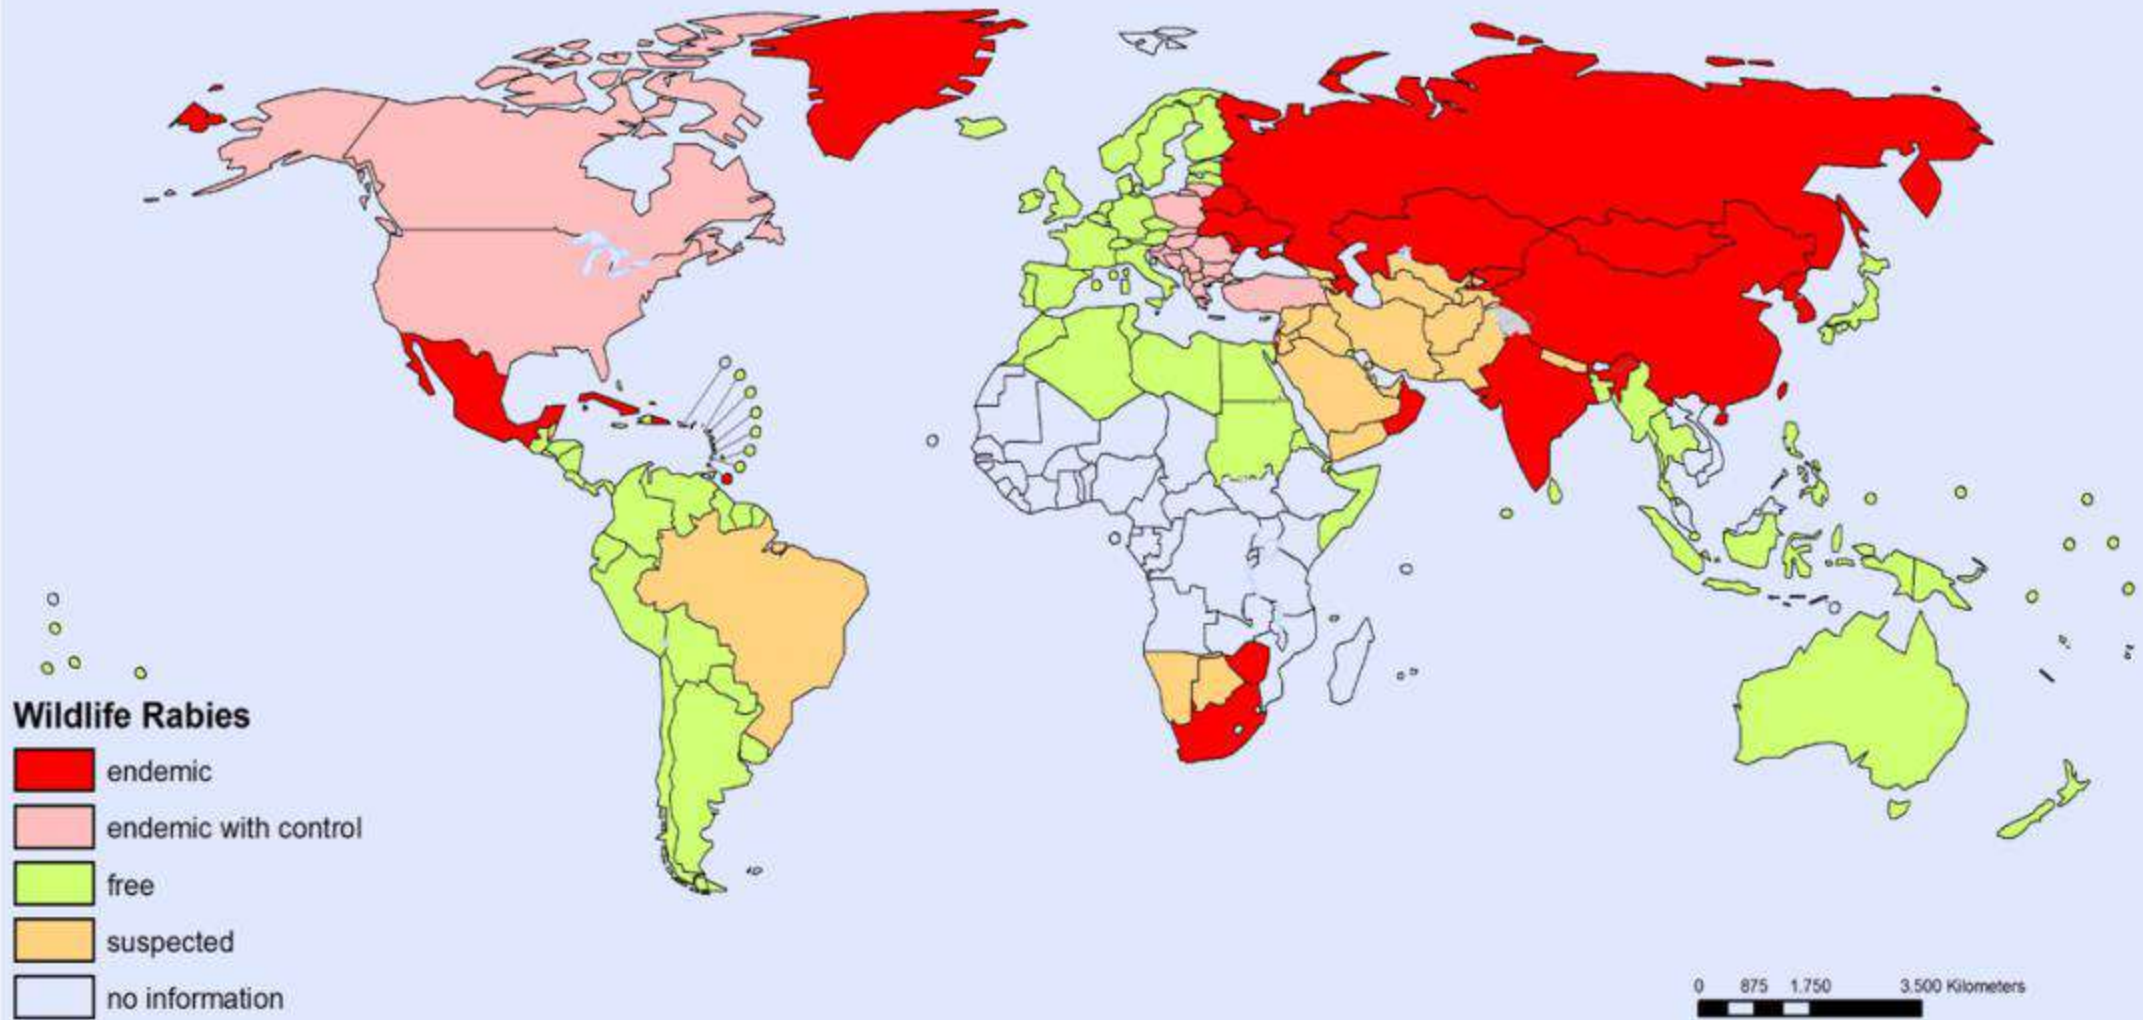 Wildlife Rabies
endemic
endemic with control
free
suspected
no information
0 875 1.750 3.500 Kilometers